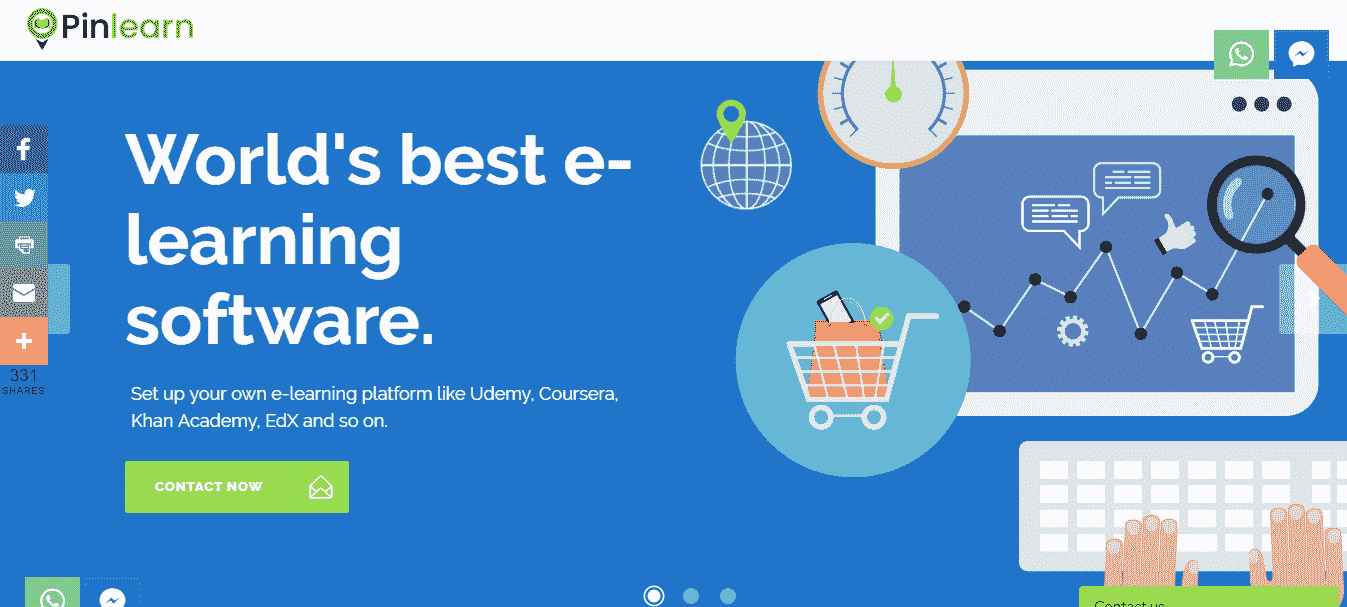 Pinlearn
World's best e-
learning
software.
Set up your own e-learning platform like Udemy, Coursera,
Khan Academy, EdX and so on.
CONTACT NOW
331
SHARES
Contact us